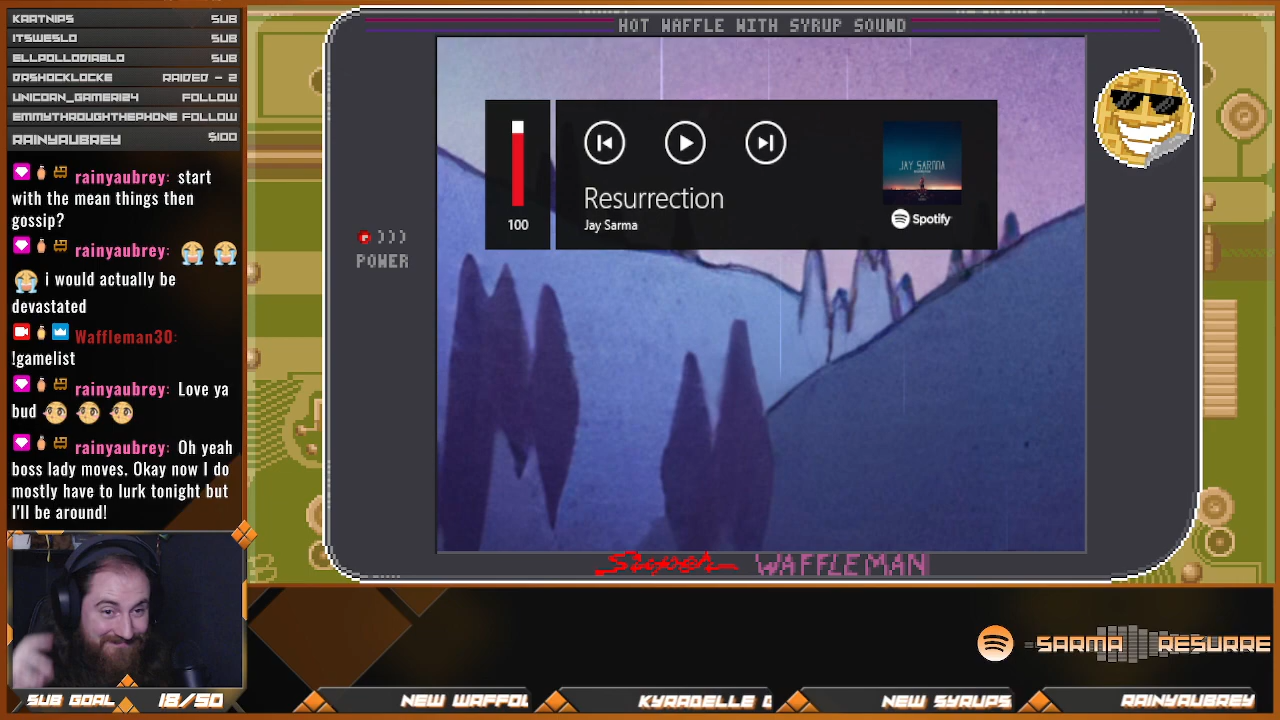 KARTNIPS SUB
ITSWESLO SUB
ELLPOLLODIABLO SUB
DASHOCKLOCKE RAIDED - 2
UNICORN_GAMER124 FOLLOW
EMMYTHROUGHTHEPHONE FOLLOW
RAINYAUBREY $100
rainyaubrey: start
with the mean things then
gossip?
rainyaubrey:
i would actually be
devastated
Waffleman30:
!gamelist
rainyaubrey: Love ya
bud
rainyaubrey: Oh yeah
boss lady moves. Okay now I do
mostly have to lurk tonight but
I'll be around!
HOT WAFFLE WITH SYRUP SOUND
POWER
100
Resurrection
Jay Sarma
JAY SARMA
Spotify
WAFFLEMAN
SARMA RESURRE
SUB GOAL 18/50
NEW WAFFOL
KYRADELLE
NEW SYRUPS
RAINYAUBREY